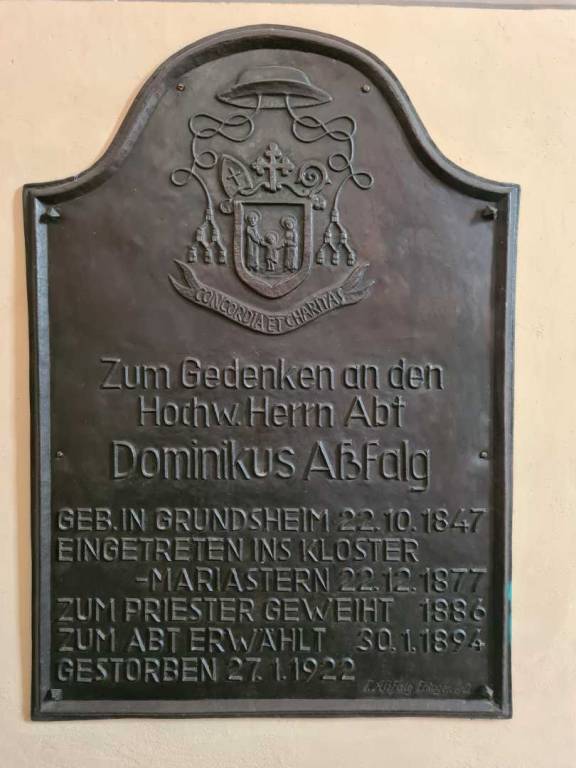 CONCORDIA ET CHARITAS
Zum Gedenken an den
Hochw. Herrn Abt
Dominikus Aßfalg
GEB. IN GRUNDSHEIM 22.10.1847
EINGETRETEN INS KLOSTER
-MARIASTERN 22.12.1877
ZUM PRIESTER GEWEIHT 1886
ZUM ABT ERWÄHLT 30.1.1894
GESTORBEN 27.1.1922
Aßfalg